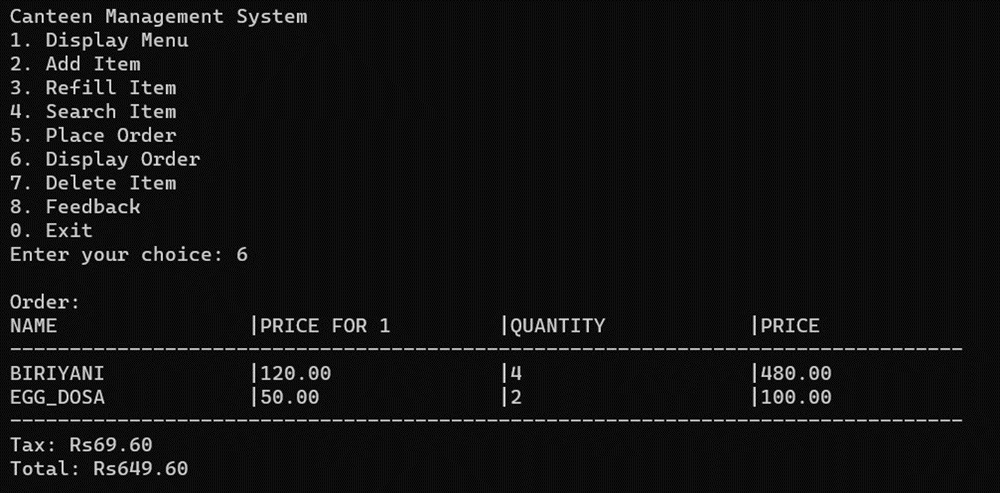 Canteen Management System
1. Display Menu
2. Add Item
3. Refill Item
4. Search Item
5. Place Order
6. Display Order
7. Delete Item
8. Feedback
0. Exit
Enter your choice: 6

Order:
NAME                |PRICE FOR 1         |QUANTITY            |PRICE
--------------------------------------------------------------------------------
BIRIYANI            |120.00              |4                   |480.00
EGG_DOSA            |50.00               |2                   |100.00
--------------------------------------------------------------------------------
Tax: Rs69.60
Total: Rs649.60